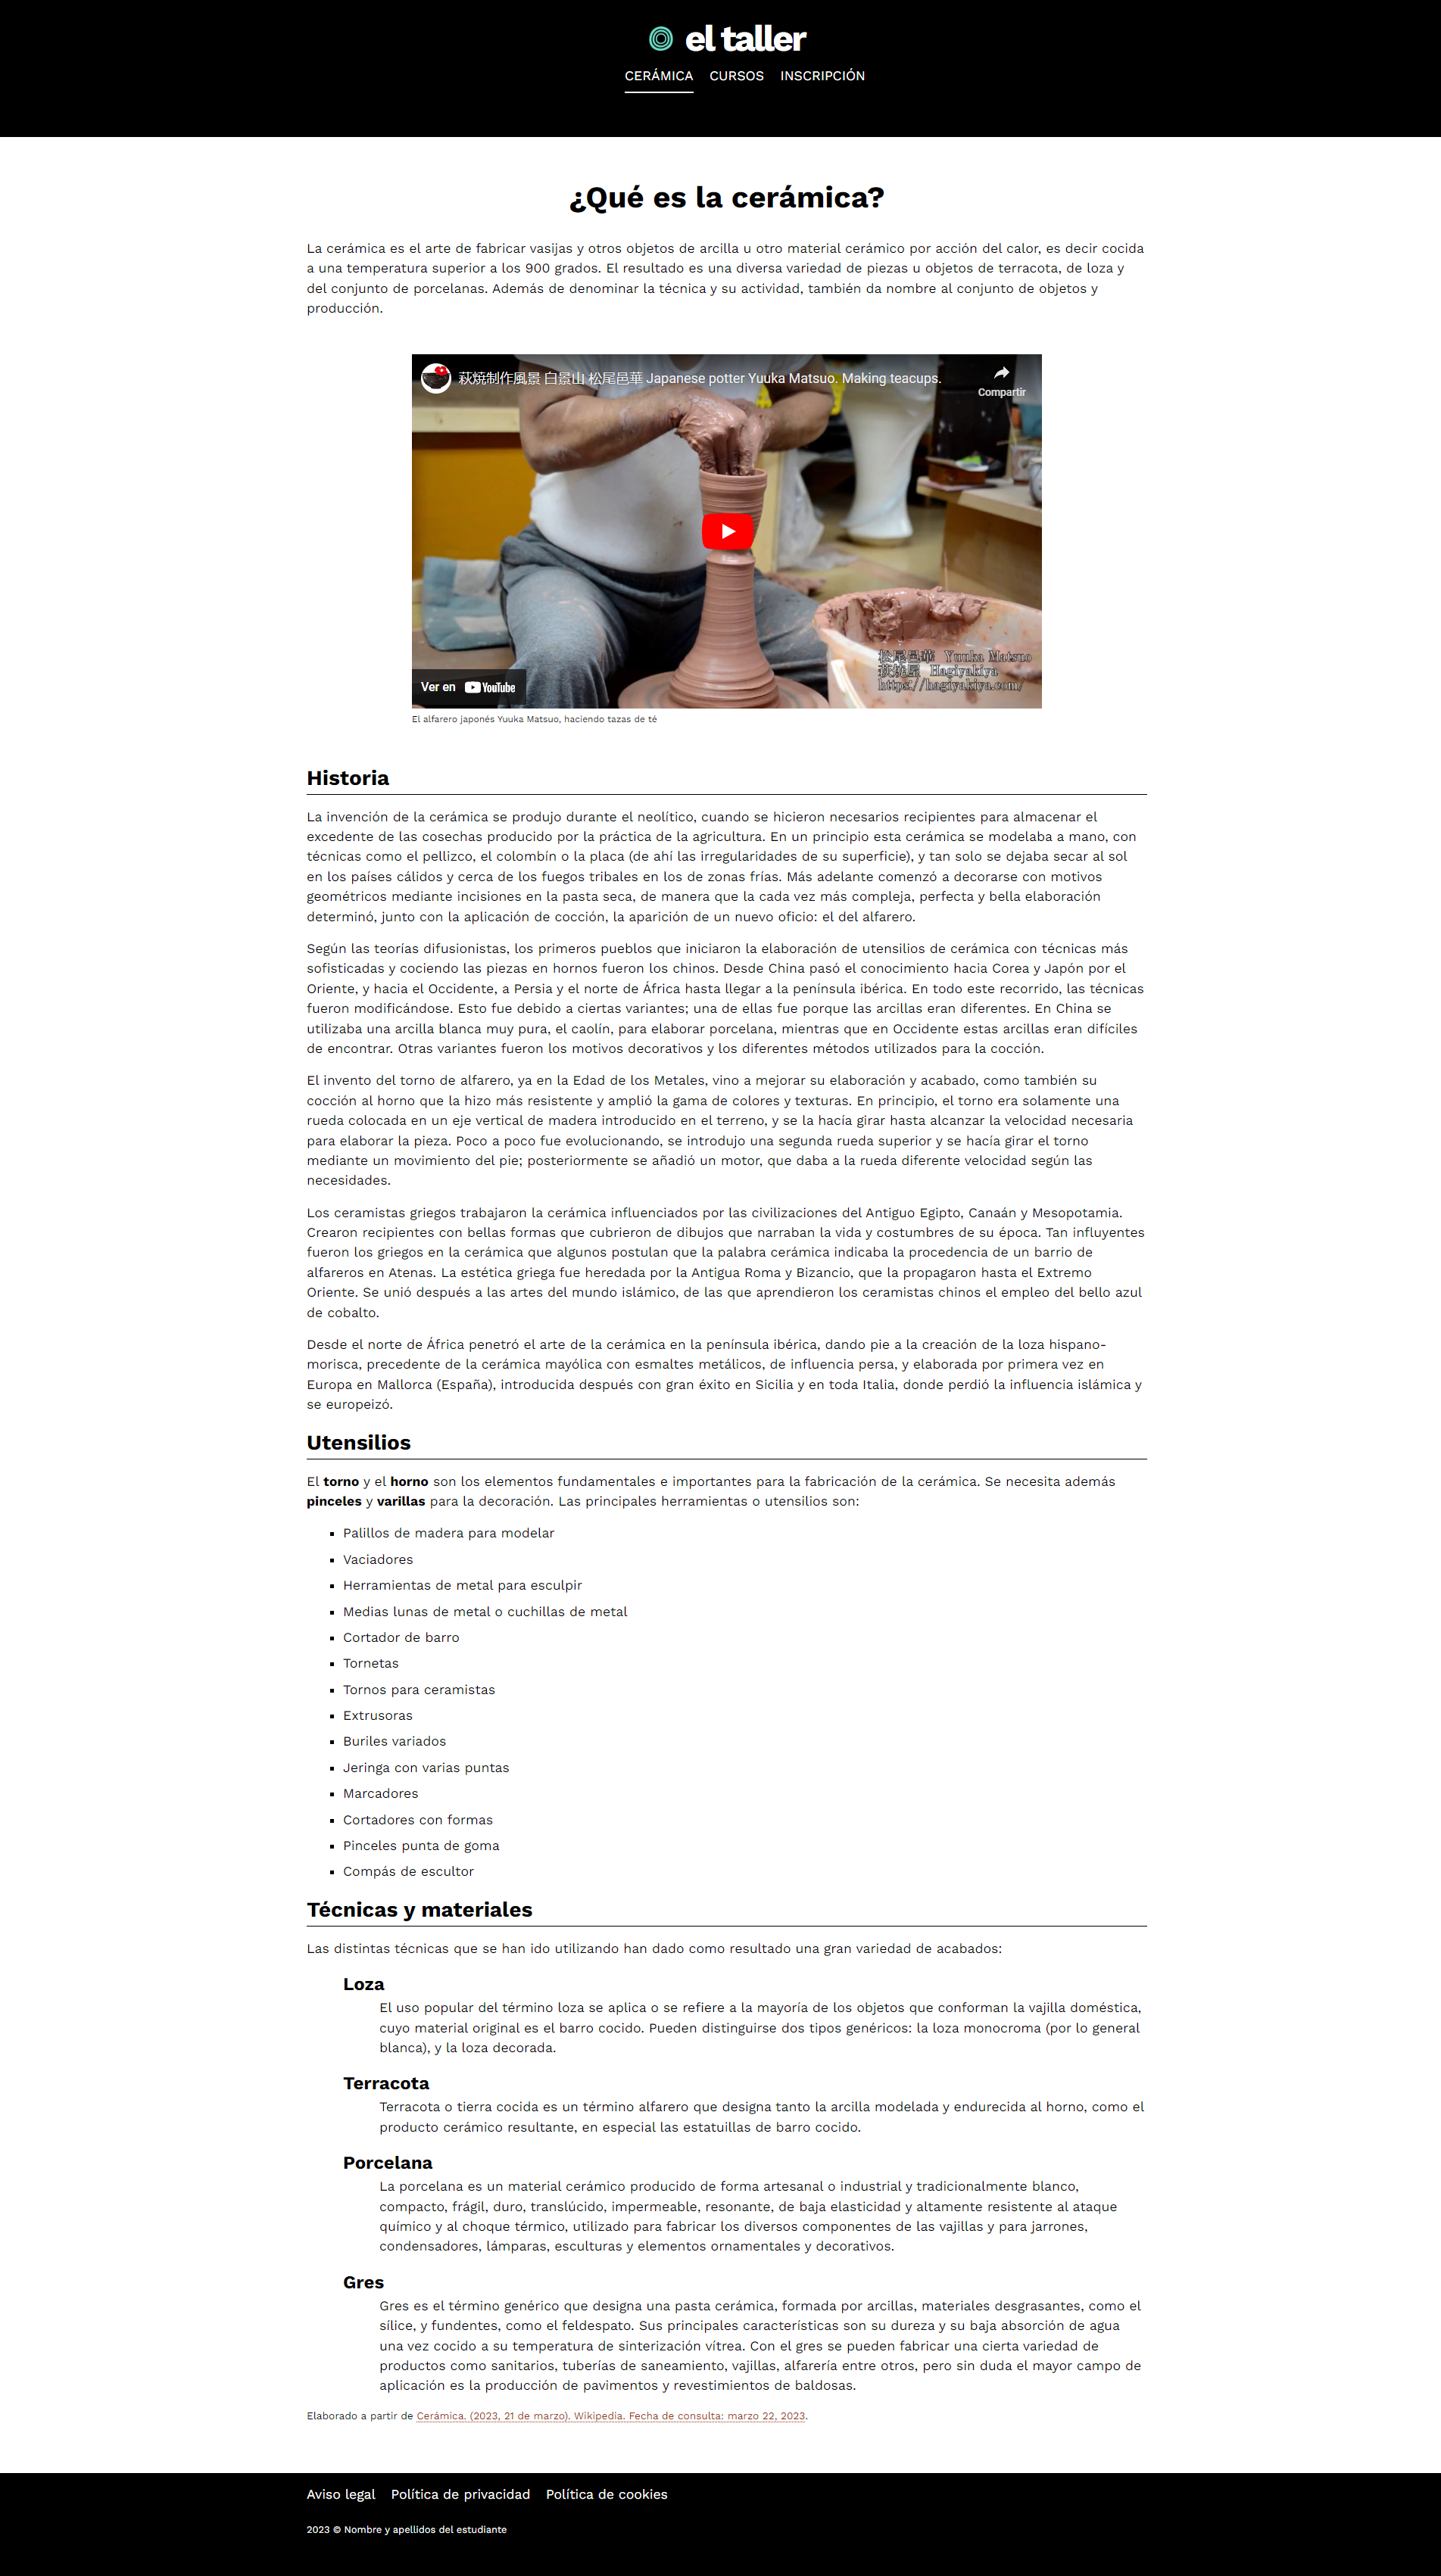 el taller
CERÁMICA CURSOS INSCRIPCIÓN
¿Qué es la cerámica?
La cerámica es el arte de fabricar vasijas y otros objetos de arcilla u otro material cerámico por acción del calor, es decir cocida
a una temperatura superior a los 900 grados. El resultado es una diversa variedad de piezas u objetos de terracota, de loza y
del conjunto de porcelanas. Además de denominar la técnica y su actividad, también da nombre al conjunto de objetos y
producción.
萩焼制作風景 白景山 松尾邑華 Japanese potter Yuuka Matsuo. Making teacups.
Compartir
松尾邑華 Yuuka Matsuo
萩焼屋 Hagiyakiya
https://hagiyakiya.com/
Ver en YouTube
El alfarero japonés Yuuka Matsuo, haciendo tazas de té
Historia
La invención de la cerámica se produjo durante el neolítico, cuando se hicieron necesarios recipientes para almacenar el
excedente de las cosechas producido por la práctica de la agricultura. En un principio esta cerámica se modelaba a mano, con
técnicas como el pellizco, el colombín o la placa (de ahí las irregularidades de su superficie), y tan solo se dejaba secar al sol
en los países cálidos y cerca de los fuegos tribales en los de zonas frías. Más adelante comenzó a decorarse con motivos
geométricos mediante incisiones en la pasta seca, de manera que la cada vez más compleja, perfecta y bella elaboración
determinó, junto con la aplicación de cocción, la aparición de un nuevo oficio: el del alfarero.
Según las teorías difusionistas, los primeros pueblos que iniciaron la elaboración de utensilios de cerámica con técnicas más
sofisticadas y cociendo las piezas en hornos fueron los chinos. Desde China pasó el conocimiento hacia Corea y Japón por el
Oriente, y hacia el Occidente, a Persia y el norte de África hasta llegar a la península ibérica. En todo este recorrido, las técnicas
fueron modificándose. Esto fue debido a ciertas variantes; una de ellas fue porque las arcillas eran diferentes. En China se
utilizaba una arcilla blanca muy pura, el caolín, para elaborar porcelana, mientras que en Occidente estas arcillas eran difíciles
de encontrar. Otras variantes fueron los motivos decorativos y los diferentes métodos utilizados para la cocción.
El invento del torno de alfarero, ya en la Edad de los Metales, vino a mejorar su elaboración y acabado, como también su
cocción al horno que la hizo más resistente y amplió la gama de colores y texturas. En principio, el torno era solamente una
rueda colocada en un eje vertical de madera introducido en el terreno, y se la hacía girar hasta alcanzar la velocidad necesaria
para elaborar la pieza. Poco a poco fue evolucionando, se introdujo una segunda rueda superior y se hacía girar el torno
mediante un movimiento del pie; posteriormente se añadió un motor, que daba a la rueda diferente velocidad según las
necesidades.
Los ceramistas griegos trabajaron la cerámica influenciados por las civilizaciones del Antiguo Egipto, Canaán y Mesopotamia.
Crearon recipientes con bellas formas que cubrieron de dibujos que narraban la vida y costumbres de su época. Tan influyentes
fueron los griegos en la cerámica que algunos postulan que la palabra cerámica indicaba la procedencia de un barrio de
alfareros en Atenas. La estética griega fue heredada por la Antigua Roma y Bizancio, que la propagaron hasta el Extremo
Oriente. Se unió después a las artes del mundo islámico, de las que aprendieron los ceramistas chinos el empleo del bello azul
de cobalto.
Desde el norte de África penetró el arte de la cerámica en la península ibérica, dando pie a la creación de la loza hispano-
morisca, precedente de la cerámica mayólica con esmaltes metálicos, de influencia persa, y elaborada por primera vez en
Europa en Mallorca (España), introducida después con gran éxito en Sicilia y en toda Italia, donde perdió la influencia islámica y
se europeizó.
Utensilios
El torno y el horno son los elementos fundamentales e importantes para la fabricación de la cerámica. Se necesita además
pinceles y varillas para la decoración. Las principales herramientas o utensilios son:
Palillos de madera para modelar
Vaciadores
Herramientas de metal para esculpir
Medias lunas de metal o cuchillas de metal
Cortador de barro
Tornetas
Tornos para ceramistas
Extrusoras
Buriles variados
Jeringa con varias puntas
Marcadores
Cortadores con formas
Pinceles punta de goma
Compás de escultor
Técnicas y materiales
Las distintas técnicas que se han ido utilizando han dado como resultado una gran variedad de acabados:
Loza
El uso popular del término loza se aplica o se refiere a la mayoría de los objetos que conforman la vajilla doméstica,
cuyo material original es el barro cocido. Pueden distinguirse dos tipos genéricos: la loza monocroma (por lo general
blanca), y la loza decorada.
Terracota
Terracota o tierra cocida es un término alfarero que designa tanto la arcilla modelada y endurecida al horno, como el
producto cerámico resultante, en especial las estatuillas de barro cocido.
Porcelana
La porcelana es un material cerámico producido de forma artesanal o industrial y tradicionalmente blanco,
compacto, frágil, duro, translúcido, impermeable, resonante, de baja elasticidad y altamente resistente al ataque
químico y al choque térmico, utilizado para fabricar los diversos componentes de las vajillas y para jarrones,
condensadores, lámparas, esculturas y elementos ornamentales y decorativos.
Gres
Gres es el término genérico que designa una pasta cerámica, formada por arcillas, materiales desgrasantes, como el
sílice, y fundentes, como el feldespato. Sus principales características son su dureza y su baja absorción de agua
una vez cocido a su temperatura de sinterización vítrea. Con el gres se pueden fabricar una cierta variedad de
productos como sanitarios, tuberías de saneamiento, vajillas, alfarería entre otros, pero sin duda el mayor campo de
aplicación es la producción de pavimentos y revestimientos de baldosas.
Elaborado a partir de Cerámica. (2023, 21 de marzo). Wikipedia. Fecha de consulta: marzo 22, 2023.
Aviso legal Política de privacidad Política de cookies
2023 © Nombre y apellidos del estudiante